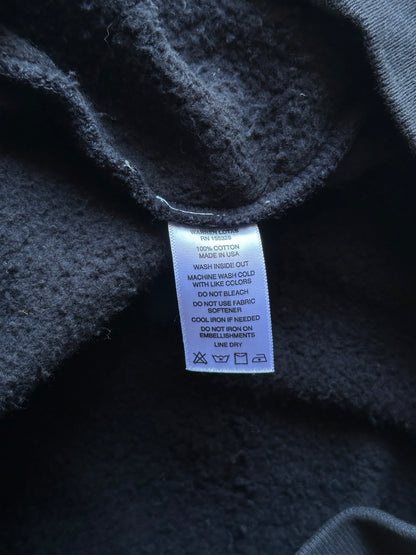 WARREN LOTAS
RN 155329
100% COTTON
MADE IN USA
WASH INSIDE OUT
MACHINE WASH COLD
WITH LIKE COLORS
DO NOT BLEACH
DO NOT USE FABRIC
SOFTENER
COOL IRON IF NEEDED
DO NOT IRON ON
EMBELLISHMENTS
LINE DRY